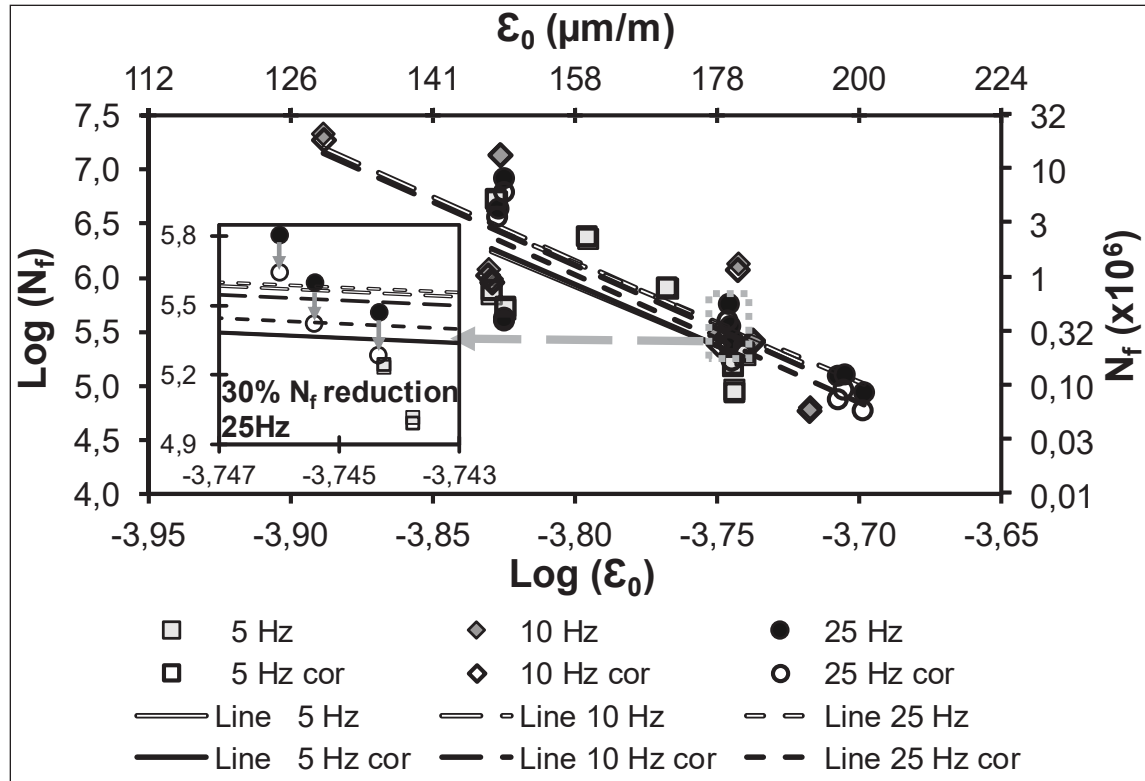 Ɛ₀ (µm/m)
112 126 141 158 178 200 224
7,5 7,0 6,5 6,0 5,5 5,0 4,5 4,0
Log (N_f)
32 10 3 1 0,32 0,10 0,03 0,01
N_f (x10⁶)
5,8
5,5
5,2
4,9
30% N_f reduction
25Hz
-3,747 -3,745 -3,743
-3,95 -3,90 -3,85 -3,80 -3,75 -3,70 -3,65
Log (Ɛ₀)
5 Hz 10 Hz 25 Hz
5 Hz cor 10 Hz cor 25 Hz cor
Line 5 Hz Line 10 Hz Line 25 Hz
Line 5 Hz cor Line 10 Hz cor Line 25 Hz cor